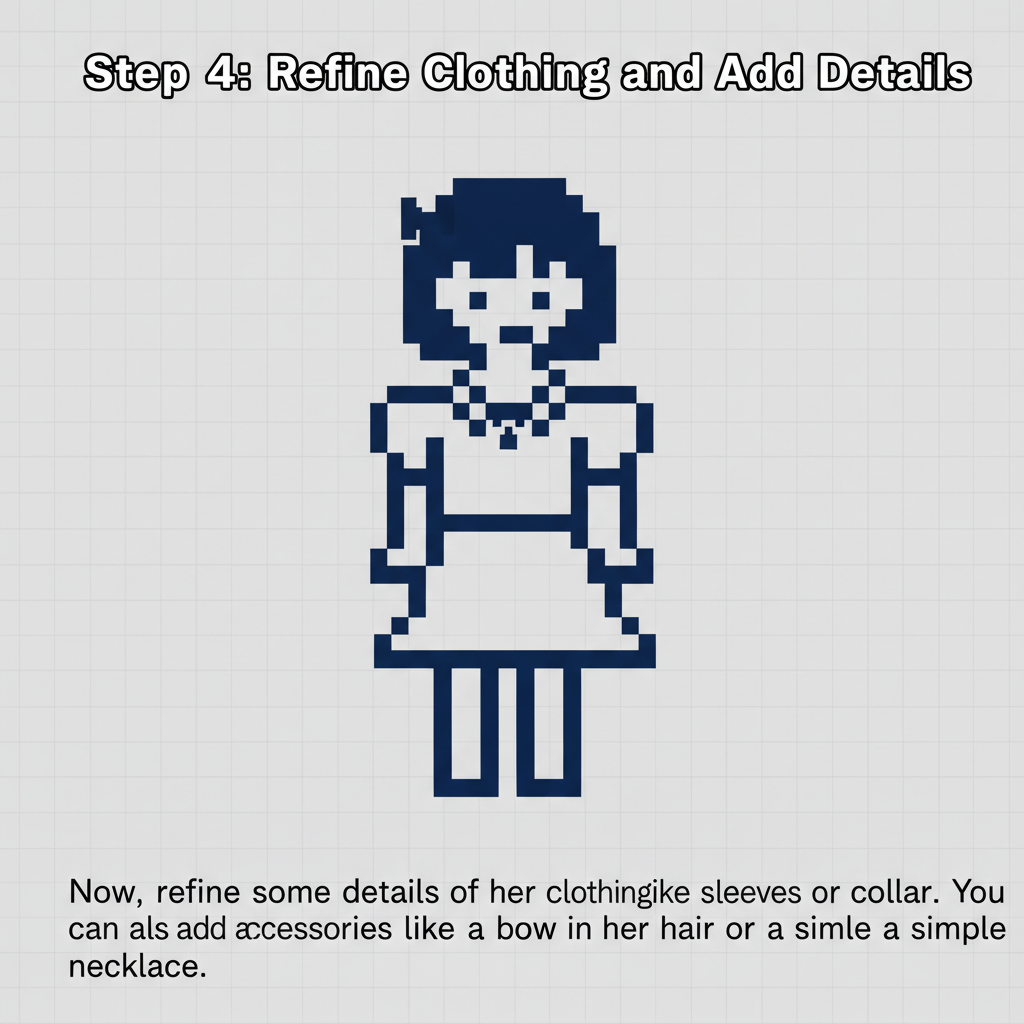 Step 4: Refine Clothing and Add Details
Now, refine some details of her clothingike sleeves or collar. You
can als add accessories like a bow in her hair or a simle a simple
necklace.